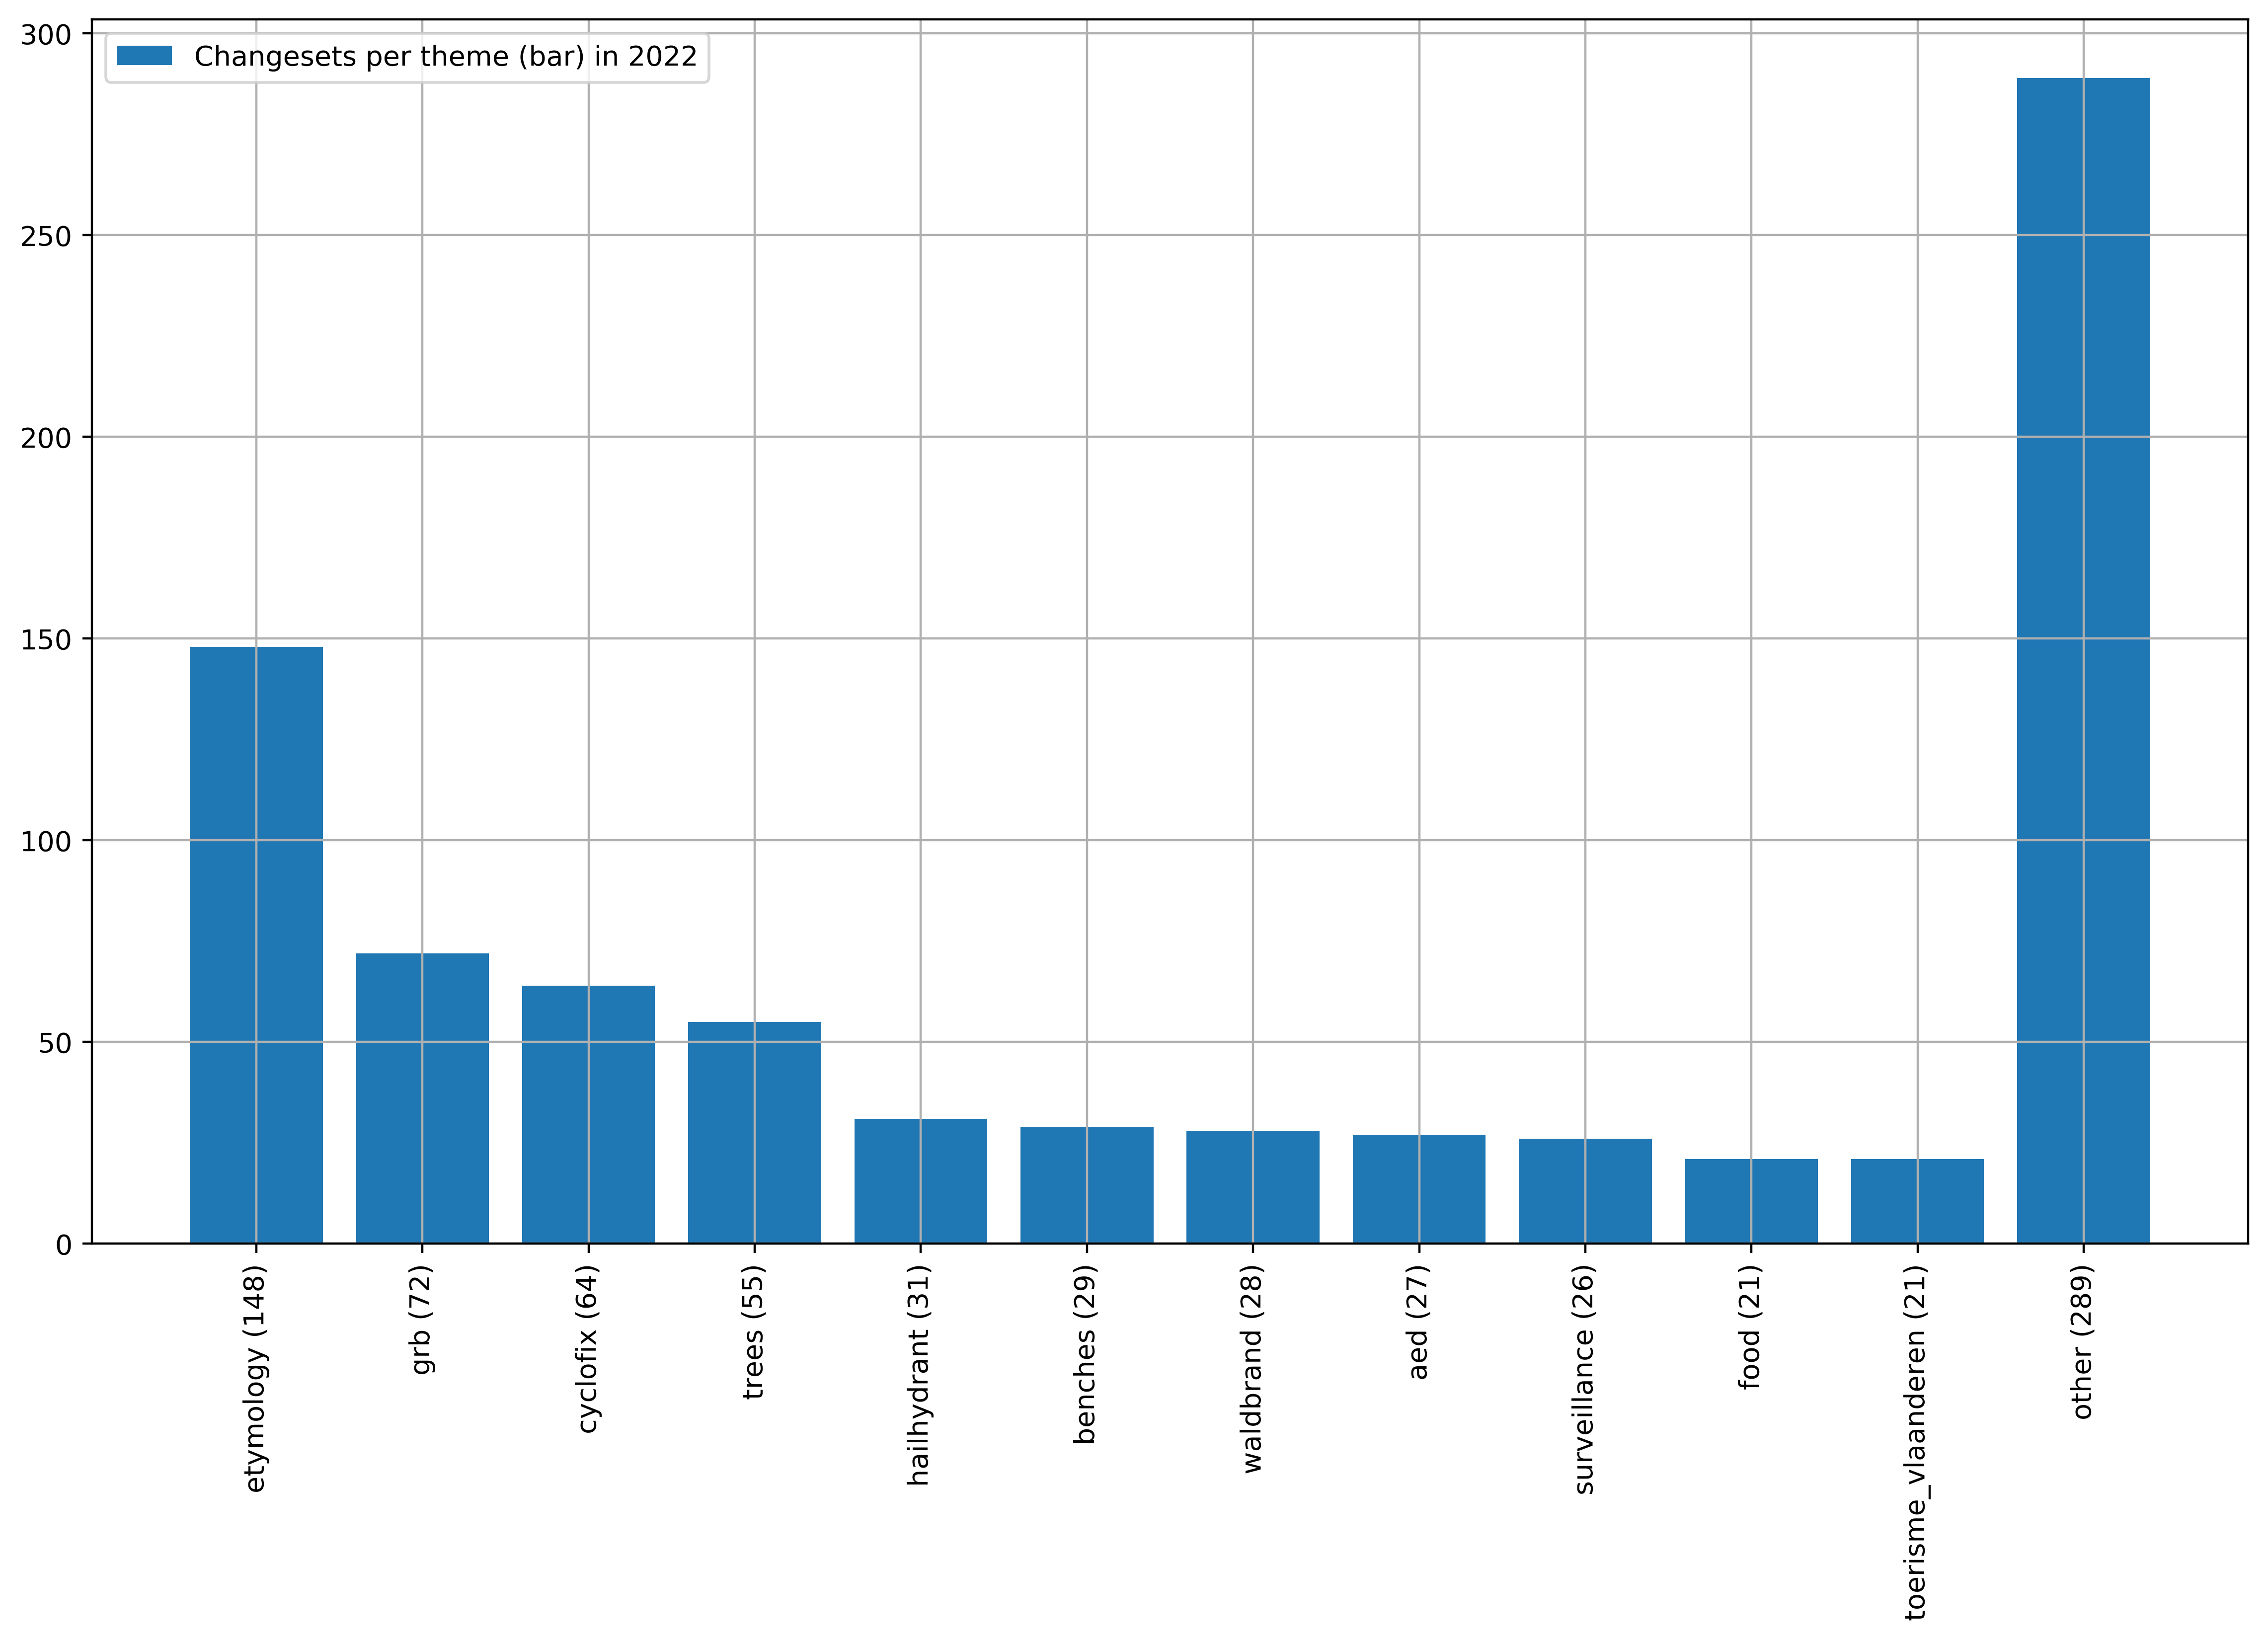 Changesets per theme (bar) in 2022
300
250
200
150
100
50
0
etymology (148)
grb (72)
cyclofix (64)
trees (55)
hailhydrant (31)
benches (29)
waldbrand (28)
aed (27)
surveillance (26)
food (21)
toerisme_vlaanderen (21)
other (289)